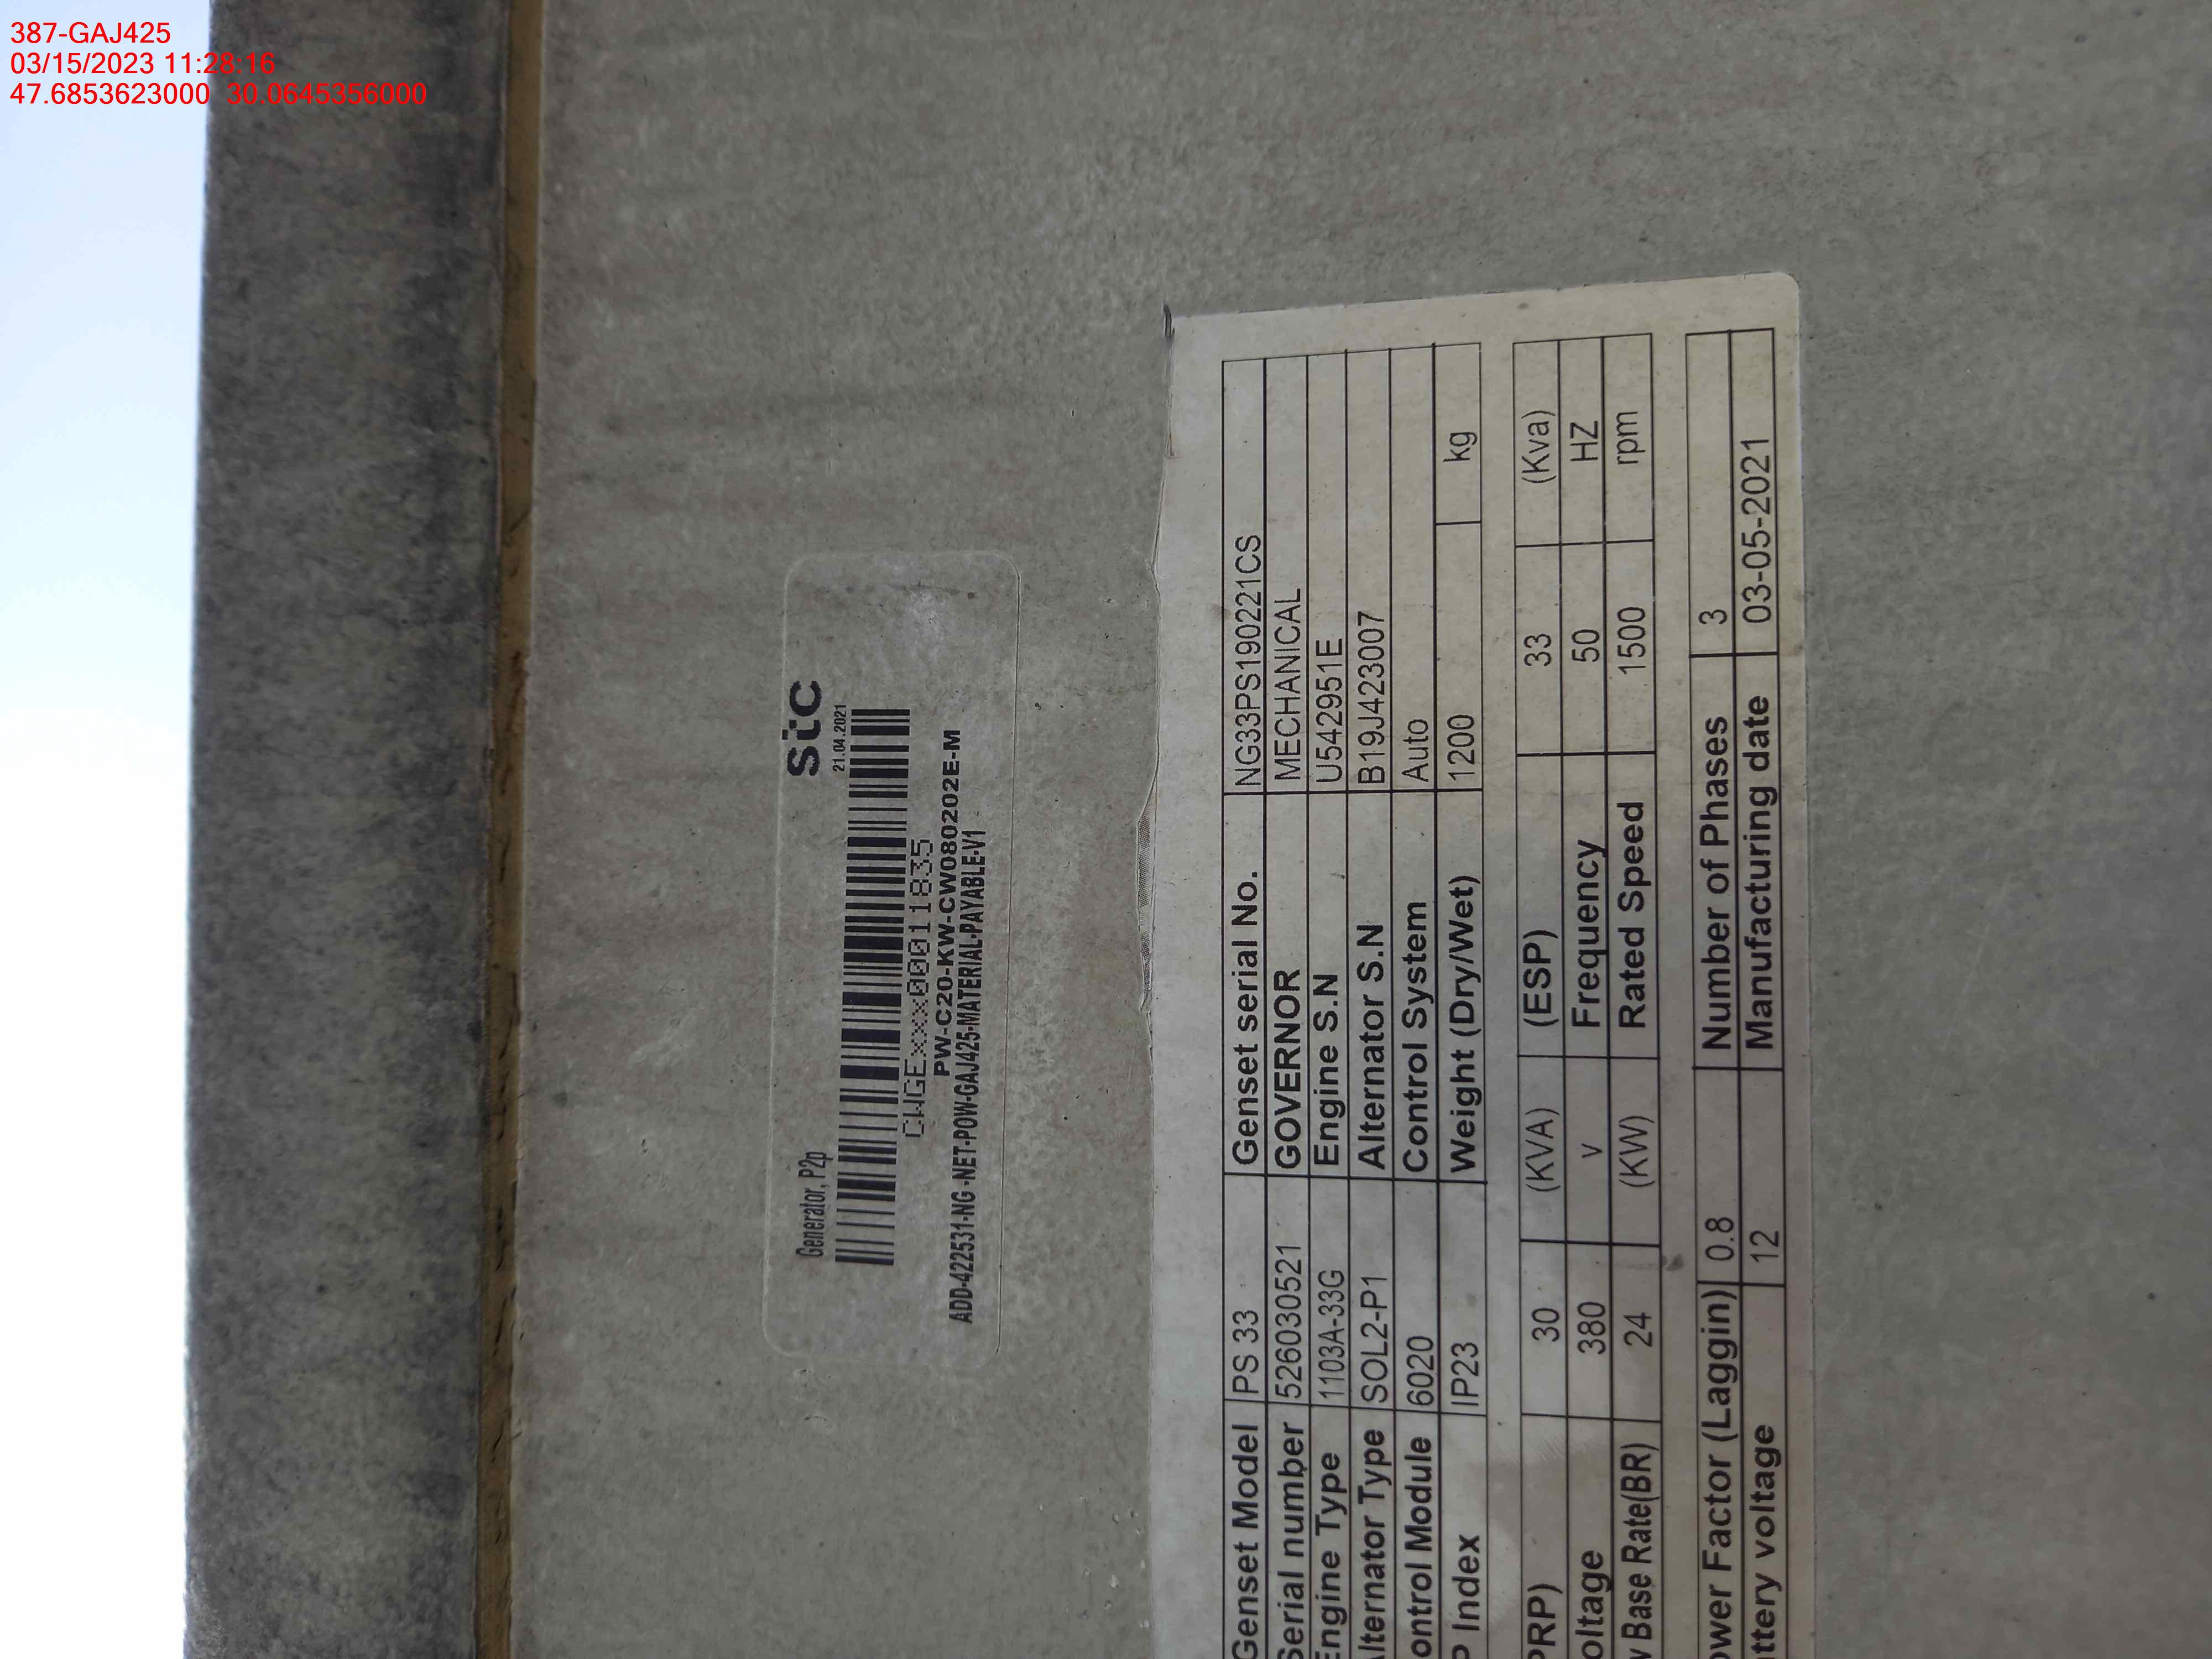 387-GAJ425
03/15/2023 11:28:16
47.6853623000 30.0645356000
Generator, P2p
stc
21.04.2021
CWGExxx00011835
PW-C20-KW-CW080202E-M
ADD-422531-NG -NET-POW-GAJ425-MATERIAL-PAYABLE-V1
Genset Model PS 33 Genset serial No. NG33PS190221CS
Serial number 526030521 GOVERNOR MECHANICAL
Engine Type 1103A-33G Engine S.N U542951E
lternator Type SOL2-P1 Alternator S.N B19J423007
ontrol Module 6020 Control System Auto
P Index IP23 Weight (Dry/Wet) 1200 kg
PRP) 30 (KVA) (ESP) 33 (Kva)
oltage 380 v Frequency 50 HZ
Base Rate(BR) 24 (KW) Rated Speed 1500 rpm
ower Factor (Laggin) 0.8 Number of Phases 3
ttery voltage 12 Manufacturing date 03-05-2021